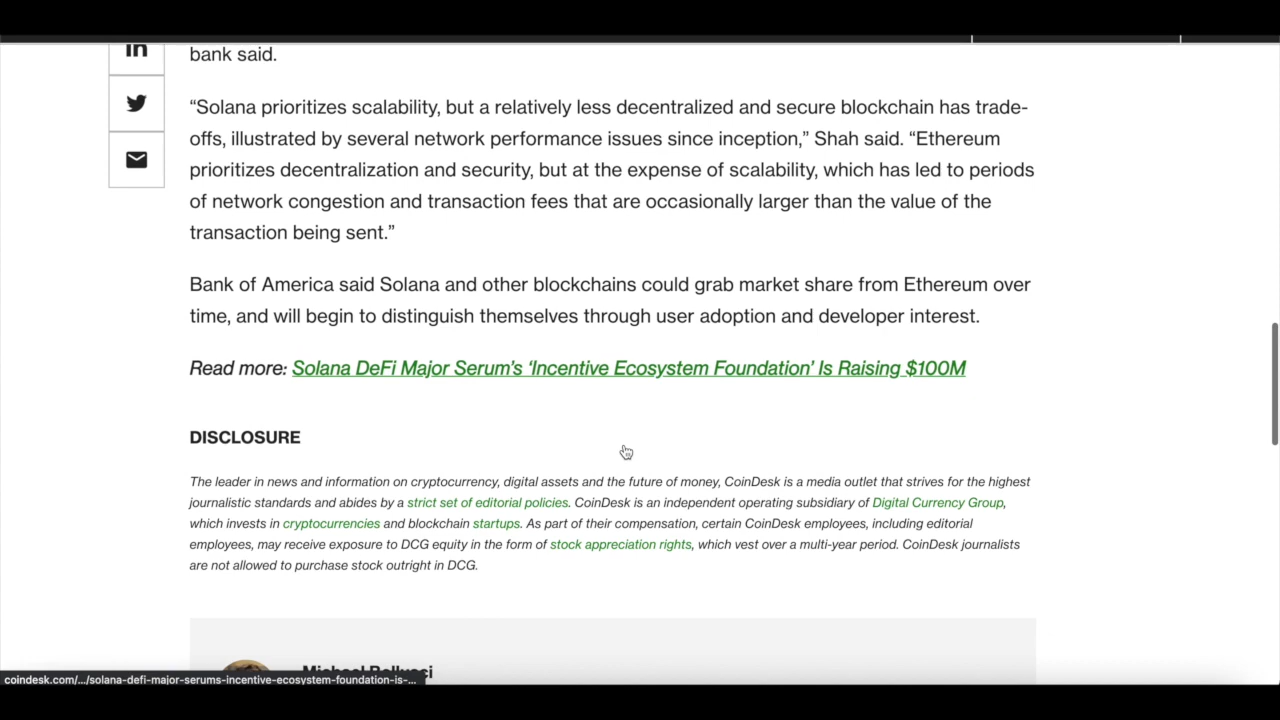 in
bank said.
“Solana prioritizes scalability, but a relatively less decentralized and secure blockchain has trade-
offs, illustrated by several network performance issues since inception,” Shah said. “Ethereum
prioritizes decentralization and security, but at the expense of scalability, which has led to periods
of network congestion and transaction fees that are occasionally larger than the value of the
transaction being sent.”
Bank of America said Solana and other blockchains could grab market share from Ethereum over
time, and will begin to distinguish themselves through user adoption and developer interest.
Read more: Solana DeFi Major Serum’s ‘Incentive Ecosystem Foundation’ Is Raising $100M
DISCLOSURE
The leader in news and information on cryptocurrency, digital assets and the future of money, CoinDesk is a media outlet that strives for the highest
journalistic standards and abides by a strict set of editorial policies. CoinDesk is an independent operating subsidiary of Digital Currency Group,
which invests in cryptocurrencies and blockchain startups. As part of their compensation, certain CoinDesk employees, including editorial
employees, may receive exposure to DCG equity in the form of stock appreciation rights, which vest over a multi-year period. CoinDesk journalists
are not allowed to purchase stock outright in DCG.
Michael Bellusci
coindesk.com/.../solana-defi-major-serums-incentive-ecosystem-foundation-is-...